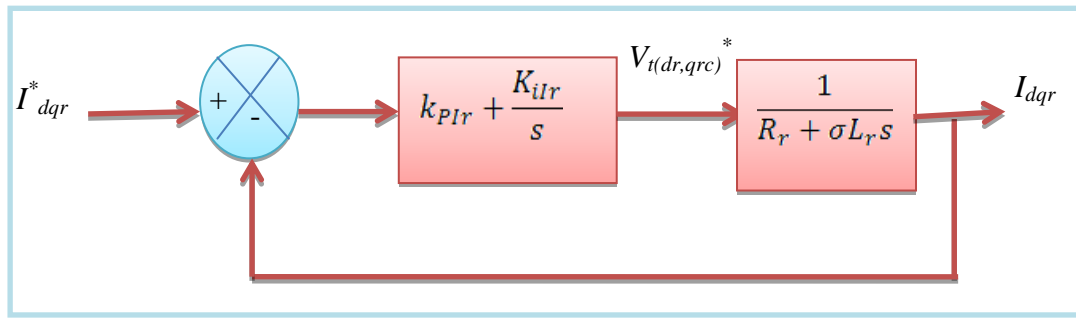 I*dqr
+
-
kPIr + KiIr/s
Vt(dr,qrc)*
1/(Rr + σLrs)
Idqr